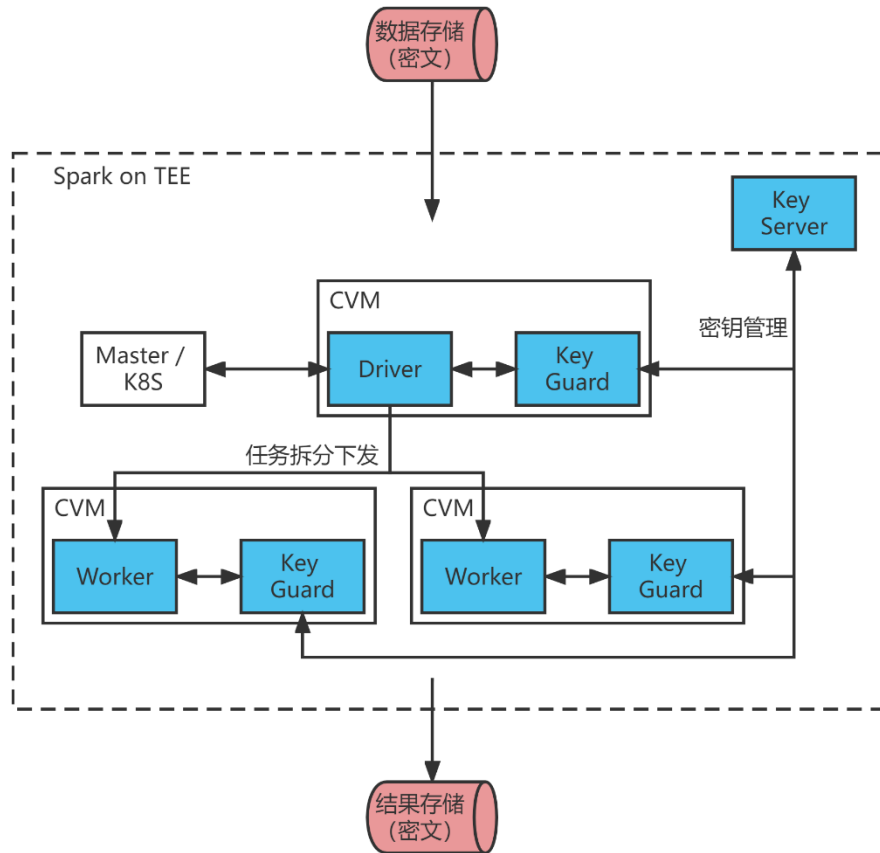 数据存储
（密文）
Spark on TEE
Key
Server
CVM
密钥管理
Master /
K8S
Driver
Key
Guard
任务拆分下发
CVM
Worker
Key
Guard
CVM
Worker
Key
Guard
结果存储
（密文）